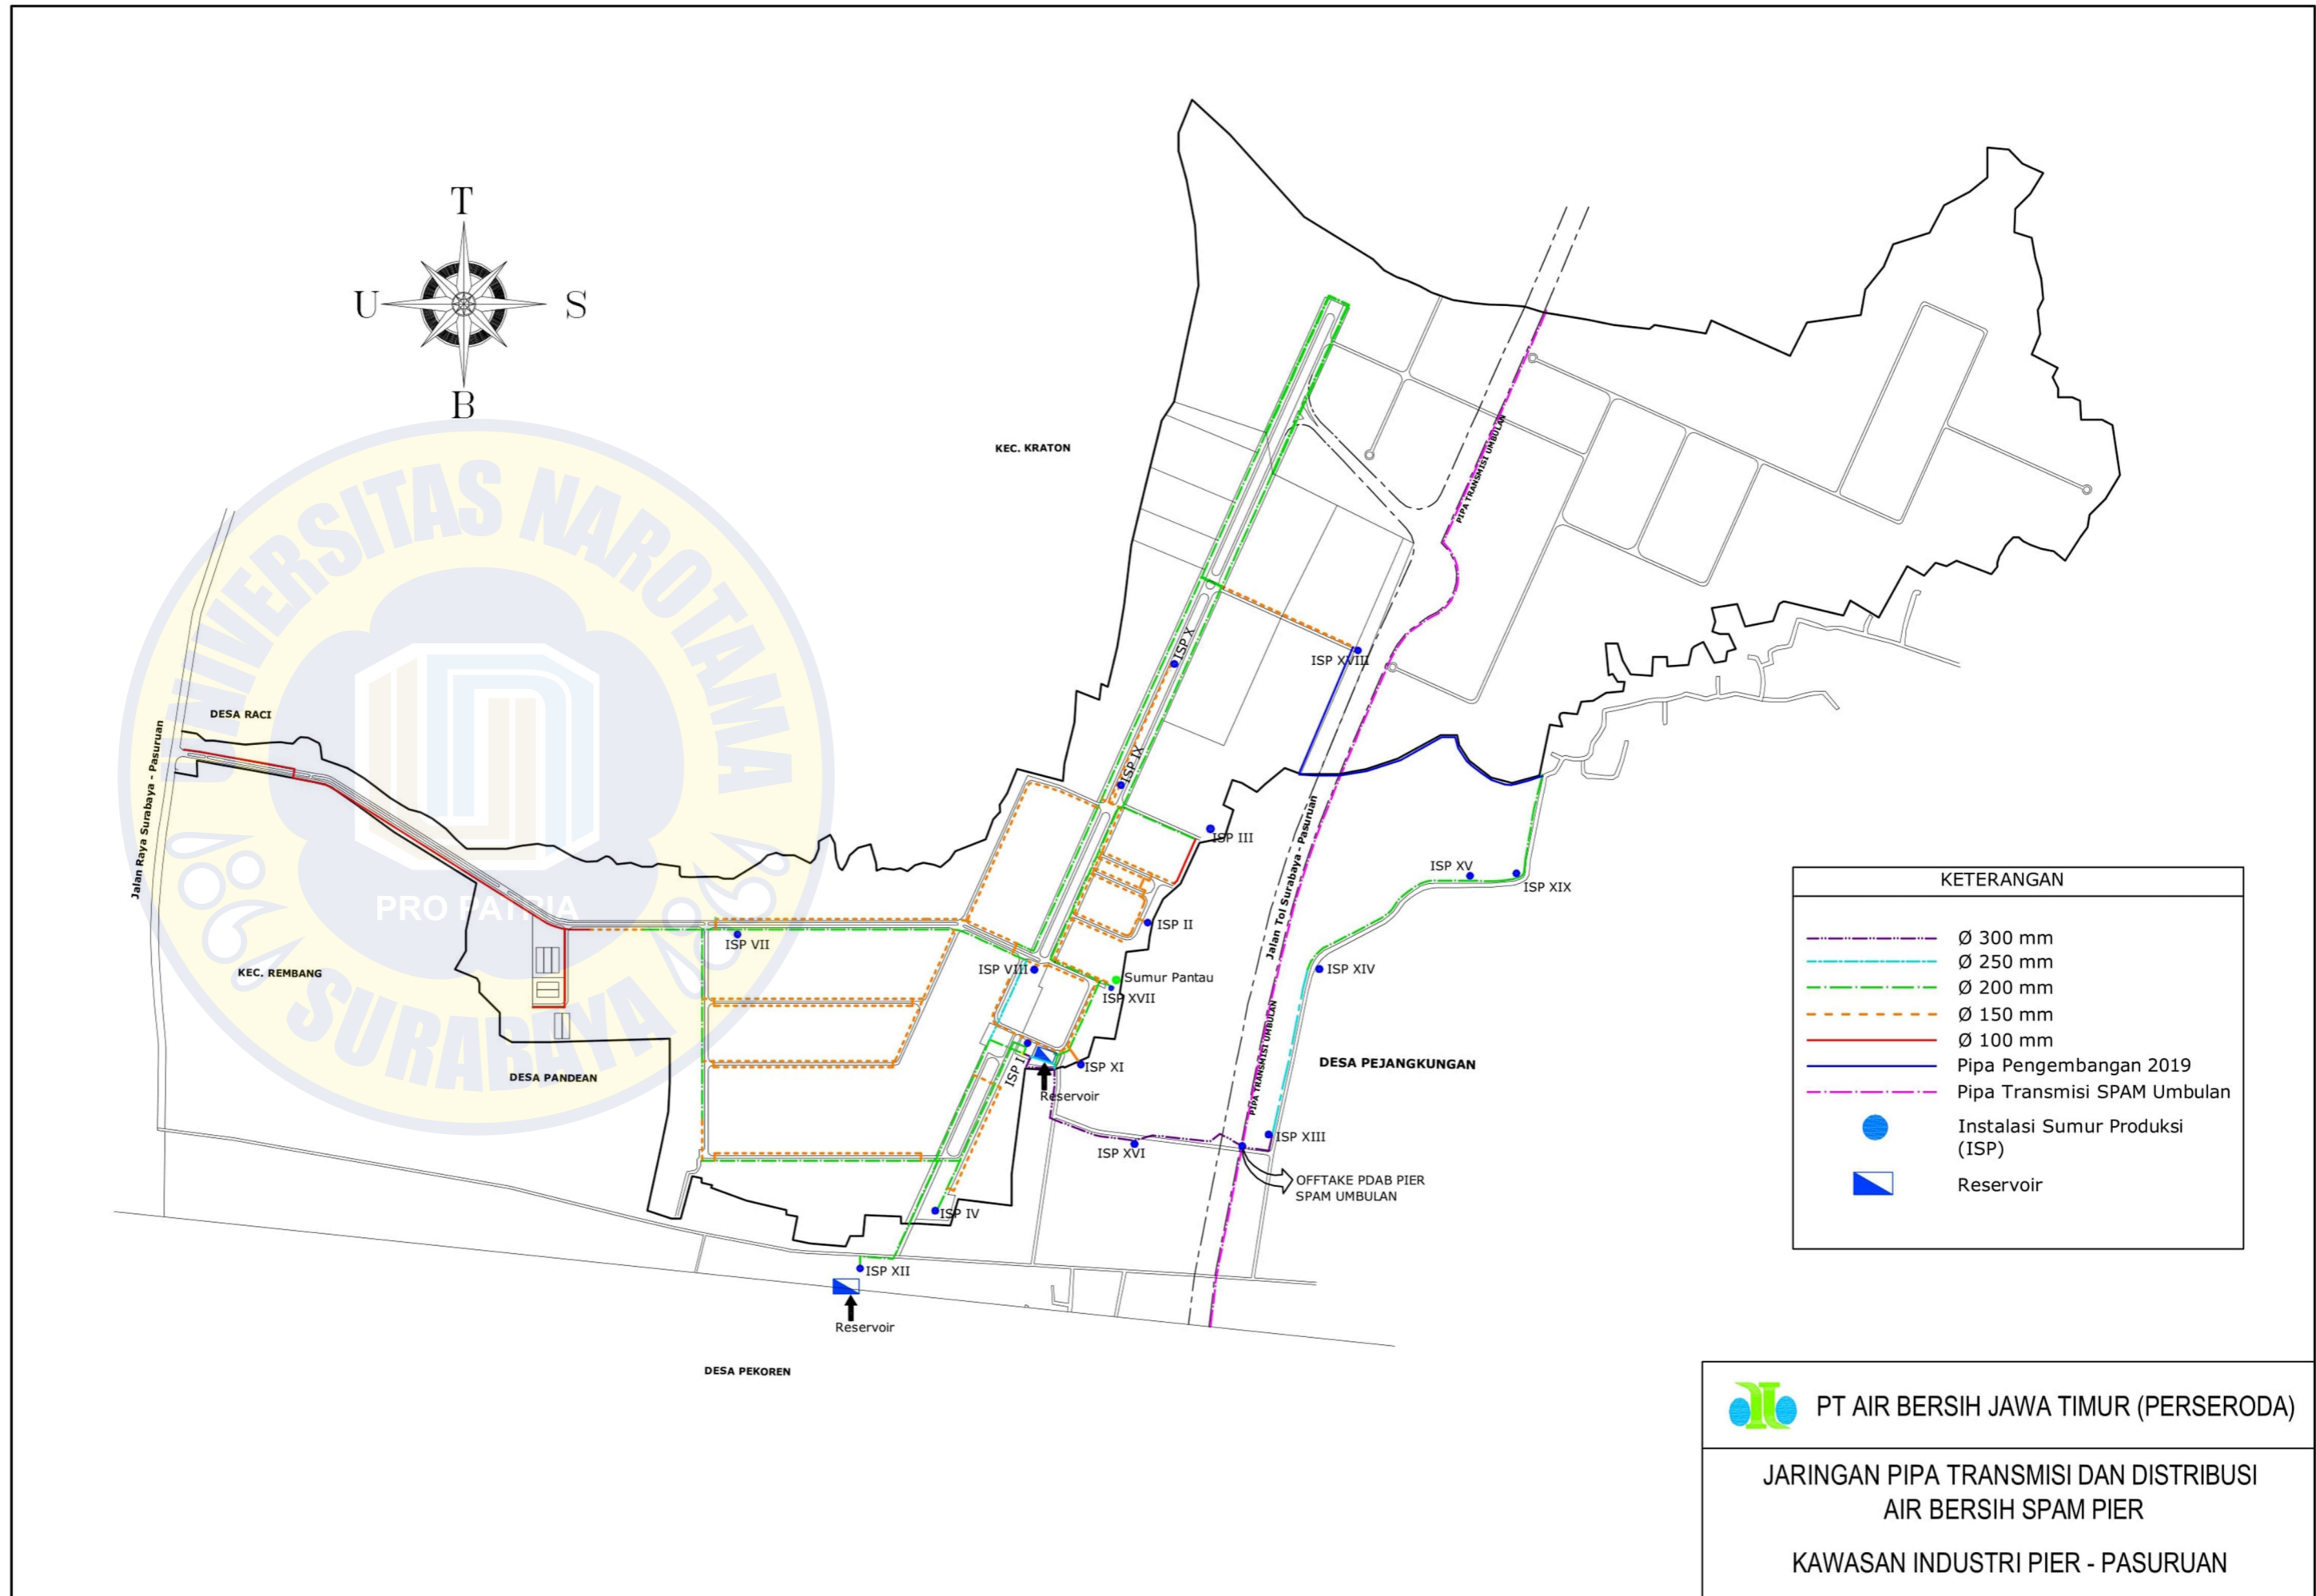 T
U
S
B
UNIVERSITAS NAROTAMA
PRO PATRIA
SURABAYA
KEC. KRATON
PIPA TRANSMISI UMBULAN
ISP X
ISP XVIII
DESA RACI
Jalan Raya Surabaya - Pasuruan
ISP IX
ISP III
Jalan Tol Surabaya - Pasuruan
ISP XV
ISP XIX
ISP II
ISP VII
KEC. REMBANG
ISP VIII
ISP XIV
Sumur Pantau
ISP XVII
PIPA TRANSMISI UMBULAN
DESA PEJANGKUNGAN
ISP I
ISP XI
DESA PANDEAN
Reservoir
ISP XIII
ISP XVI
OFFTAKE PDAB PIER
SPAM UMBULAN
ISP IV
ISP XII
Reservoir
DESA PEKOREN
KETERANGAN
Ø 300 mm
Ø 250 mm
Ø 200 mm
Ø 150 mm
Ø 100 mm
Pipa Pengembangan 2019
Pipa Transmisi SPAM Umbulan
Instalasi Sumur Produksi
(ISP)
Reservoir
PT AIR BERSIH JAWA TIMUR (PERSERODA)
JARINGAN PIPA TRANSMISI DAN DISTRIBUSI
AIR BERSIH SPAM PIER
KAWASAN INDUSTRI PIER - PASURUAN